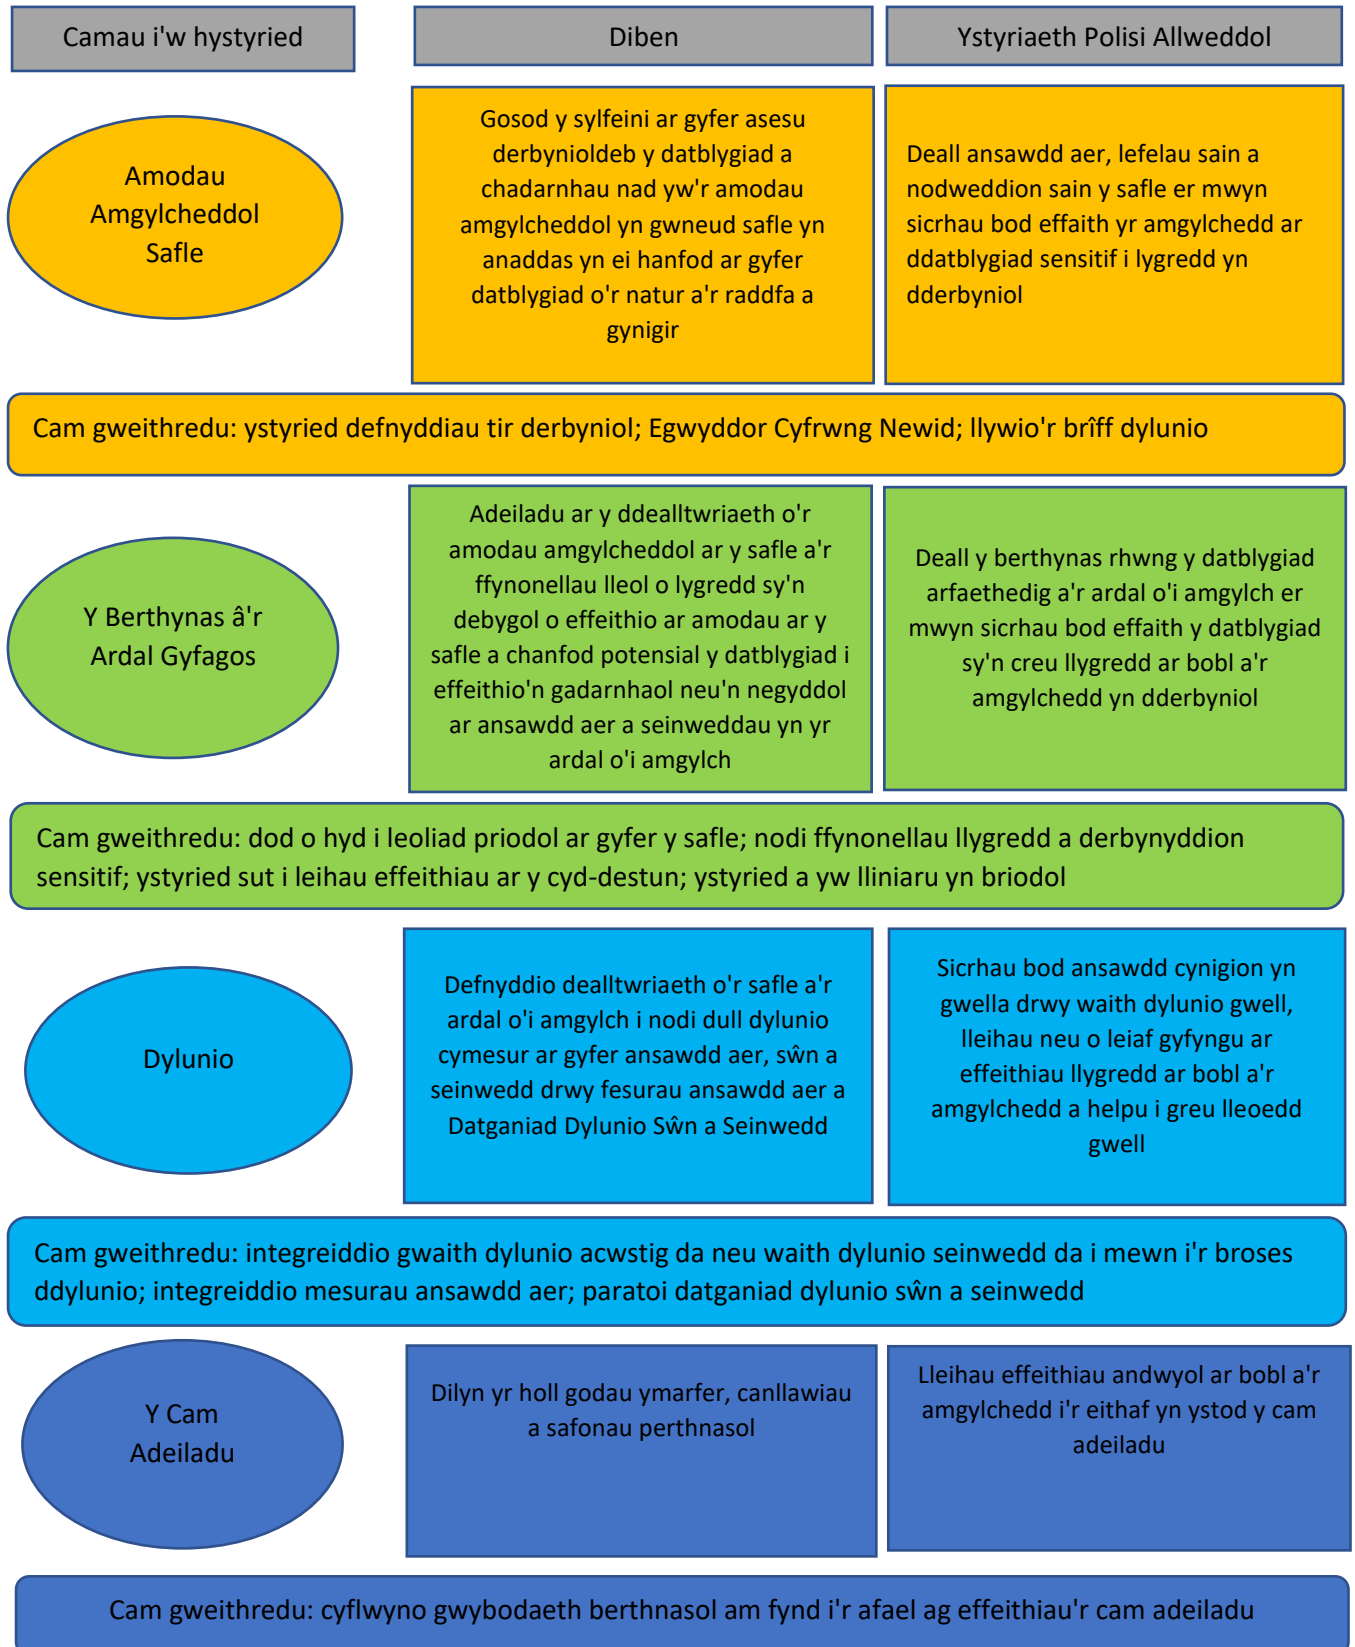 Camau i'w hystyried
Diben
Ystyriaeth Polisi Allweddol
Amodau
Amgylcheddol
Safle
Gosod y sylfeini ar gyfer asesu
derbynioldeb y datblygiad a
chadarnhau nad yw'r amodau
amgylcheddol yn gwneud safle yn
anaddas yn ei hanfod ar gyfer
datblygiad o'r natur a'r raddfa a
gynigir
Deall ansawdd aer, lefelau sain a
nodweddion sain y safle er mwyn
sicrhau bod effaith yr amgylchedd ar
ddatblygiad sensitif i lygredd yn
dderbyniol
Cam gweithredu: ystyried defnyddiau tir derbyniol; Egwyddor Cyfrwng Newid; llywio'r brîff dylunio
Y Berthynas â'r
Ardal Gyfagos
Adeiladu ar y ddealltwriaeth o'r
amodau amgylcheddol ar y safle a'r
ffynonellau lleol o lygredd sy'n
debygol o effeithio ar amodau ar y
safle a chanfod potensial y datblygiad i
effeithio'n gadarnhaol neu'n negyddol
ar ansawdd aer a seinweddau yn yr
ardal o'i amgylch
Deall y berthynas rhwng y datblygiad
arfaethedig a'r ardal o'i amgylch er
mwyn sicrhau bod effaith y datblygiad
sy'n creu llygredd ar bobl a'r
amgylchedd yn dderbyniol
Cam gweithredu: dod o hyd i leoliad priodol ar gyfer y safle; nodi ffynonellau llygredd a derbynyddion
sensitif; ystyried sut i leihau effeithiau ar y cyd-destun; ystyried a yw lliniaru yn briodol
Dylunio
Defnyddio dealltwriaeth o'r safle a'r
ardal o'i amgylch i nodi dull dylunio
cymesur ar gyfer ansawdd aer, sŵn a
seinwedd drwy fesurau ansawdd aer a
Datganiad Dylunio Sŵn a Seinwedd
Sicrhau bod ansawdd cynigion yn
gwella drwy waith dylunio gwell,
lleihau neu o leiaf gyfyngu ar
effeithiau llygredd ar bobl a'r
amgylchedd a helpu i greu lleoedd
gwell
Cam gweithredu: integreiddio gwaith dylunio acwstig da neu waith dylunio seinwedd da i mewn i'r broses
ddylunio; integreiddio mesurau ansawdd aer; paratoi datganiad dylunio sŵn a seinwedd
Y Cam
Adeiladu
Dilyn yr holl godau ymarfer, canllawiau
a safonau perthnasol
Lleihau effeithiau andwyol ar bobl a'r
amgylchedd i'r eithaf yn ystod y cam
adeiladu
Cam gweithredu: cyflwyno gwybodaeth berthnasol am fynd i'r afael ag effeithiau'r cam adeiladu